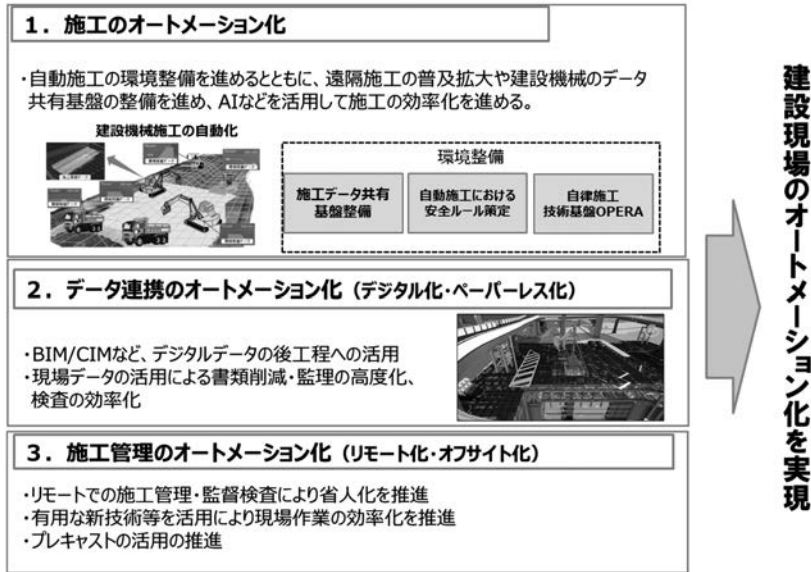 1．施工のオートメーション化
・自動施工の環境整備を進めるとともに、遠隔施工の普及拡大や建設機械のデータ
共有基盤の整備を進め、AIなどを活用して施工の効率化を進める。
建設機械施工の自動化
環境整備
施工データ共有
基盤整備
自動施工における
安全ルール策定
自律施工
技術基盤OPERA
2．データ連携のオートメーション化（デジタル化・ペーパーレス化）
・BIM/CIMなど、デジタルデータの後工程への活用
・現場データの活用による書類削減・監理の高度化、
検査の効率化
3．施工管理のオートメーション化（リモート化・オフサイト化）
・リモートでの施工管理・監督検査により省人化を推進
・有用な新技術等を活用により現場作業の効率化を推進
・プレキャストの活用の推進
建設現場のオートメーション化を実現